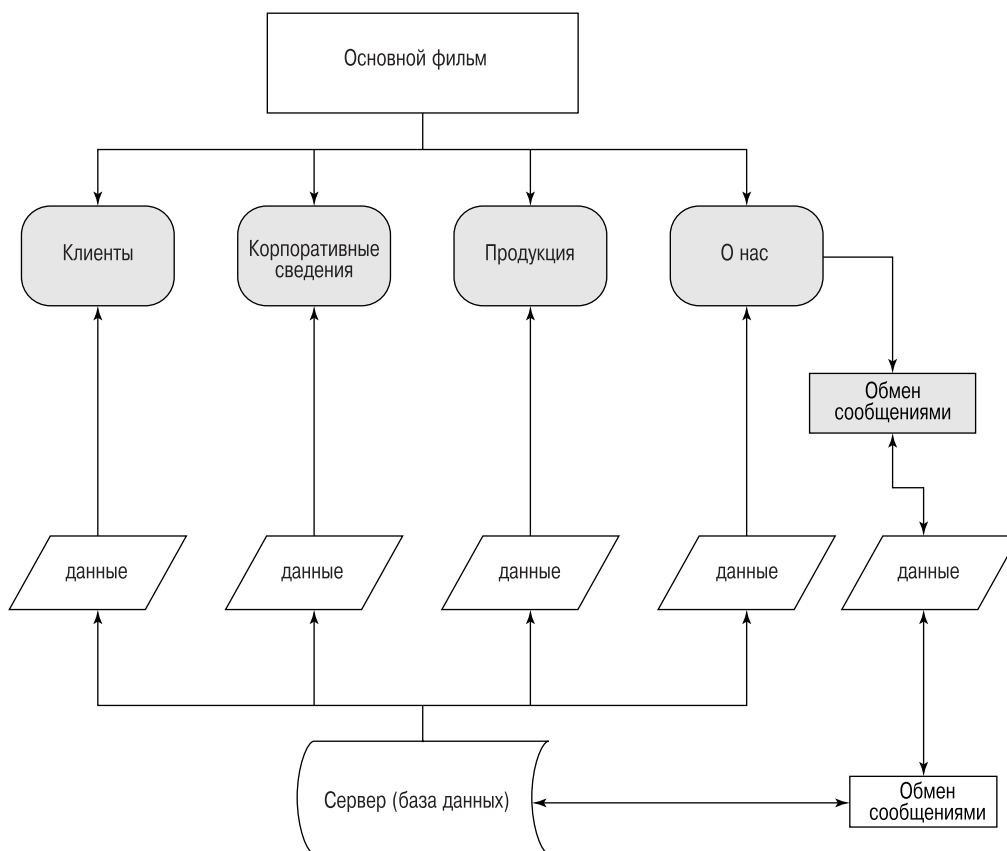 Основной фильм
Клиенты
Корпоративные
сведения
Продукция
О нас
Обмен
сообщениями
данные
данные
данные
данные
данные
Сервер (база данных)
Обмен
сообщениями